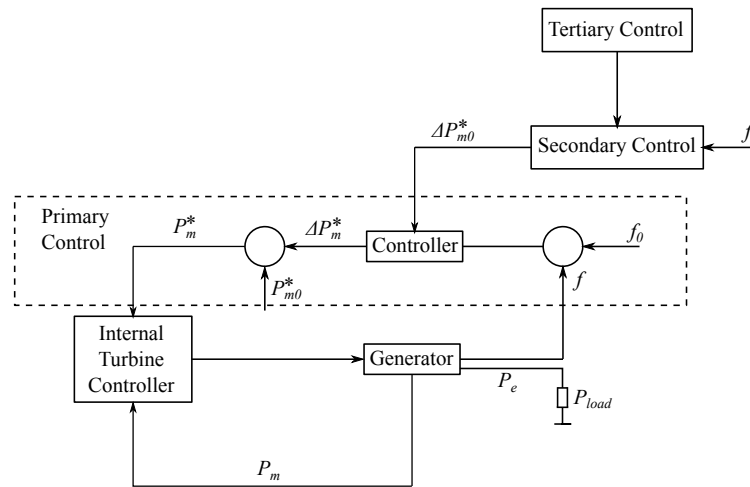 Tertiary Control
ΔP*m0
Secondary Control
f
Primary
Control
P*m
ΔP*m
Controller
f0
P*m0
f
Internal
Turbine
Controller
Generator
Pe
Pload
Pm